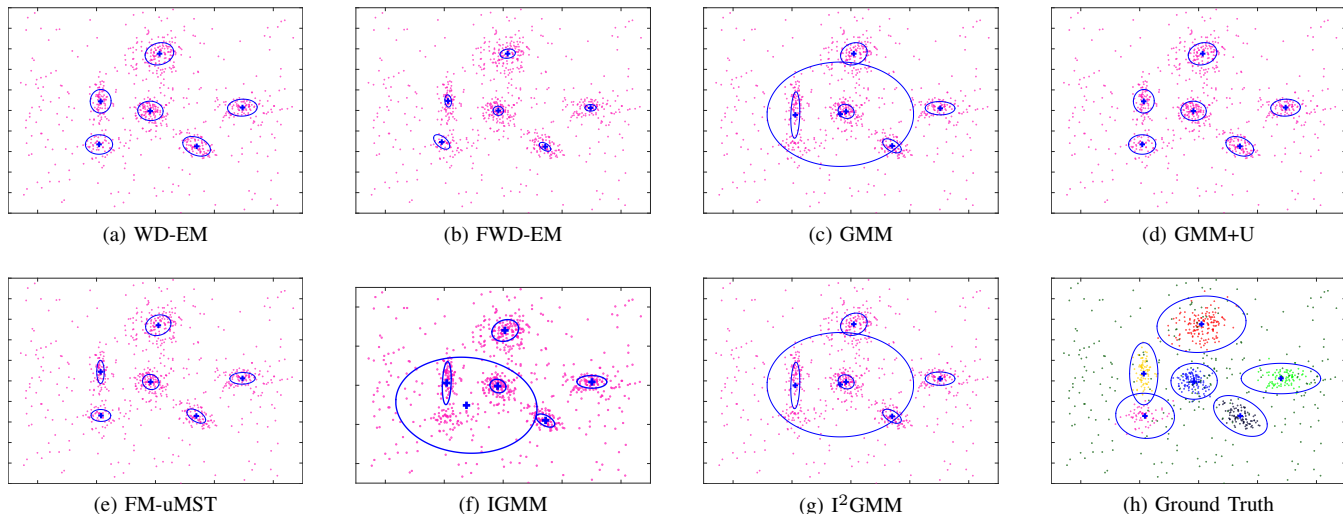 (a) WD-EM
(b) FWD-EM
(c) GMM
(d) GMM+U
(e) FM-uMST
(f) IGMM
(g) I²GMM
(h) Ground Truth